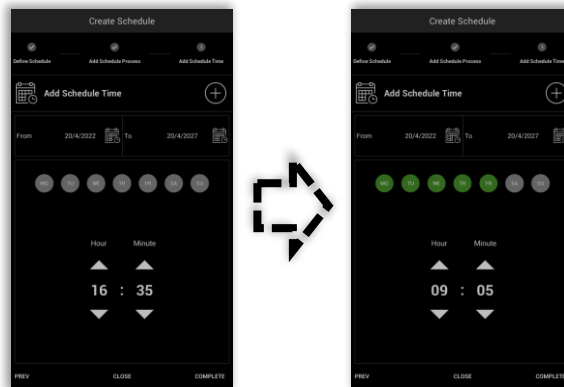 Create Schedule
Define Schedule Add Schedule Process Add Schedule Time
Add Schedule Time
From 20/4/2022 To 20/4/2027
MO TU WE TH FR SA SU
Hour Minute
16 : 35
PREV CLOSE COMPLETE
Create Schedule
Define Schedule Add Schedule Process Add Schedule Time
Add Schedule Time
From 20/4/2022 To 20/4/2027
MO TU WE TH FR SA SU
Hour Minute
09 : 05
PREV CLOSE COMPLETE